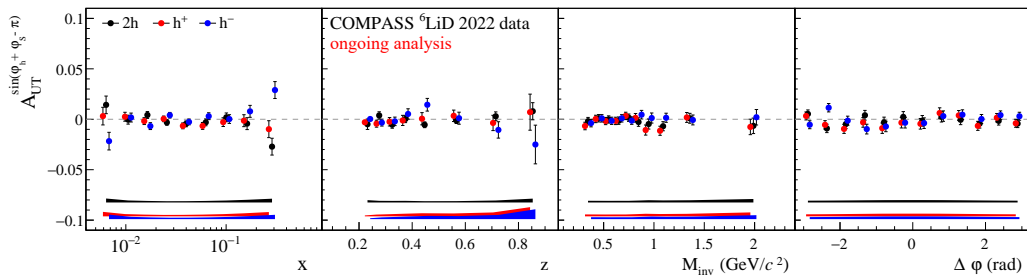 A_UT^sin(φ_h + φ_S - π)
0.1
0.05
0
−0.05
−0.1
2h h⁺ h⁻
COMPASS ⁶LiD 2022 data
ongoing analysis
10⁻² 10⁻¹
x
0.2 0.4 0.6 0.8
z
0.5 1 1.5 2
M_inv (GeV/c²)
−2 0 2
Δ φ (rad)